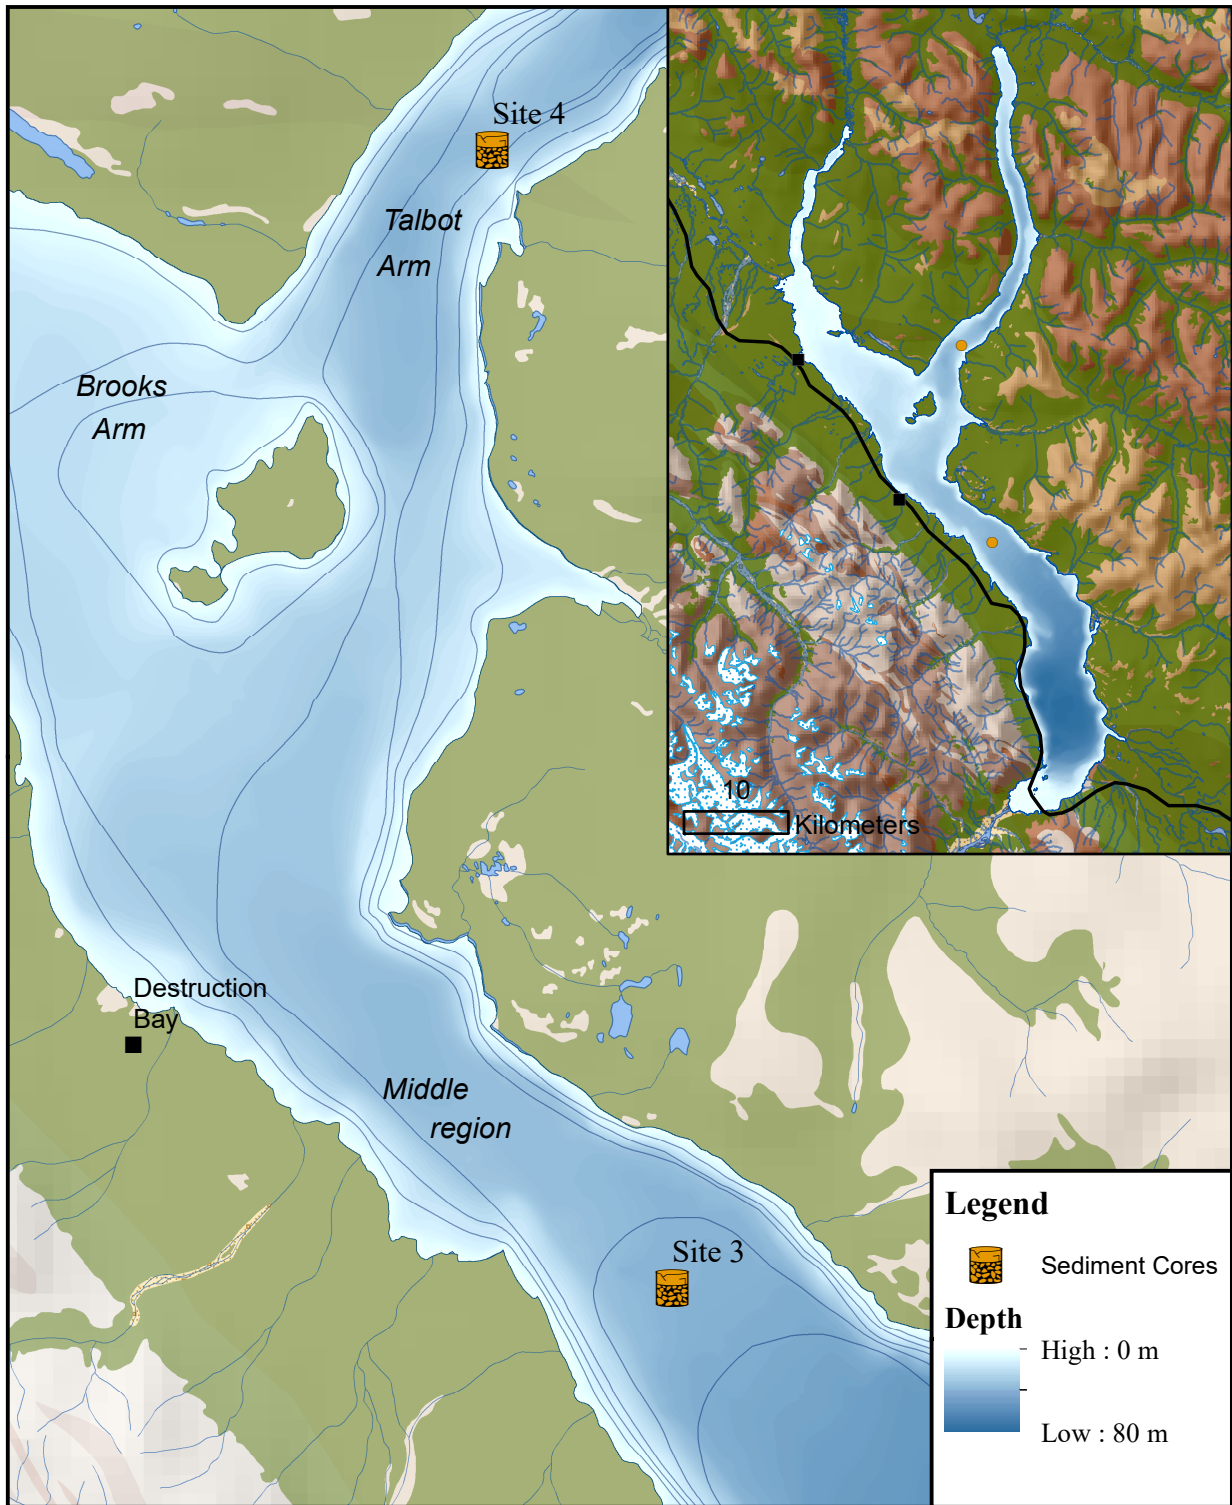 Site 4
Talbot
Arm
Brooks
Arm
10
Kilometers
Destruction
Bay
Middle
region
Site 3
Legend
Sediment Cores
Depth
High : 0 m
Low : 80 m